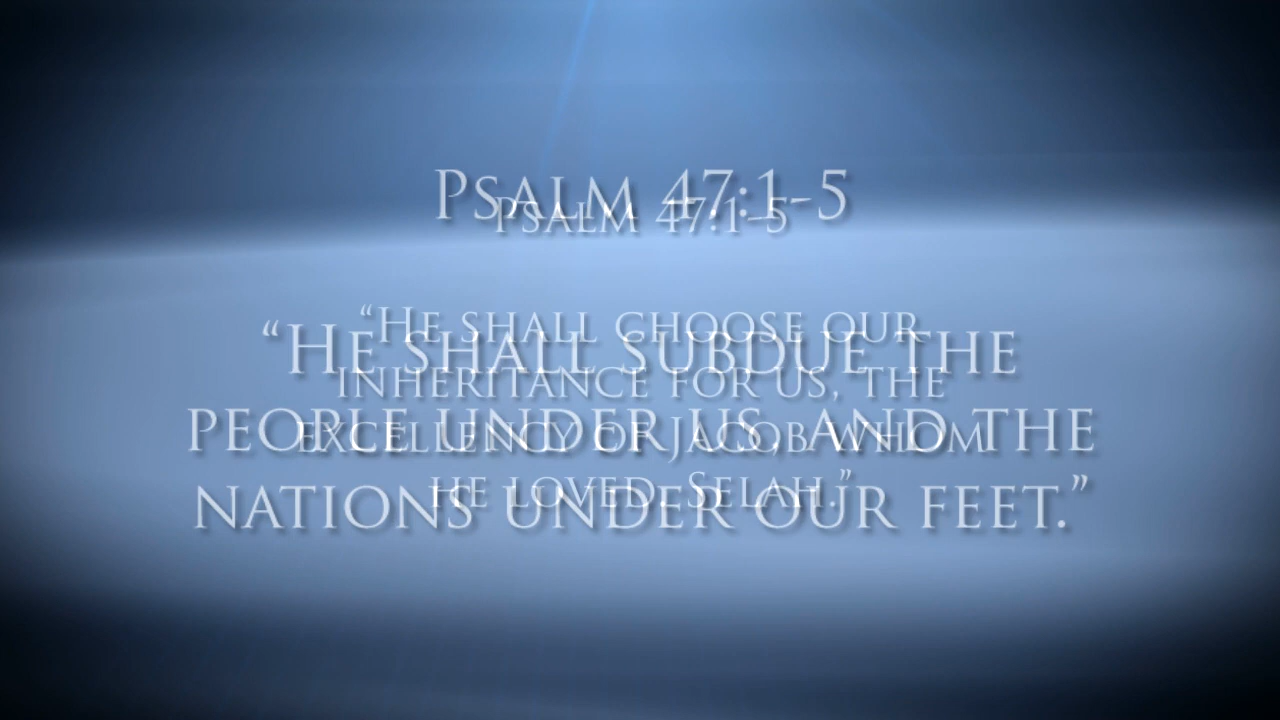 Psalm 47:1-5
“He shall subdue the
people under us, and the
nations under our feet.”
Psalm 47:1-5
“He shall choose our
inheritance for us, the
excellency of Jacob whom
he loved. Selah.”